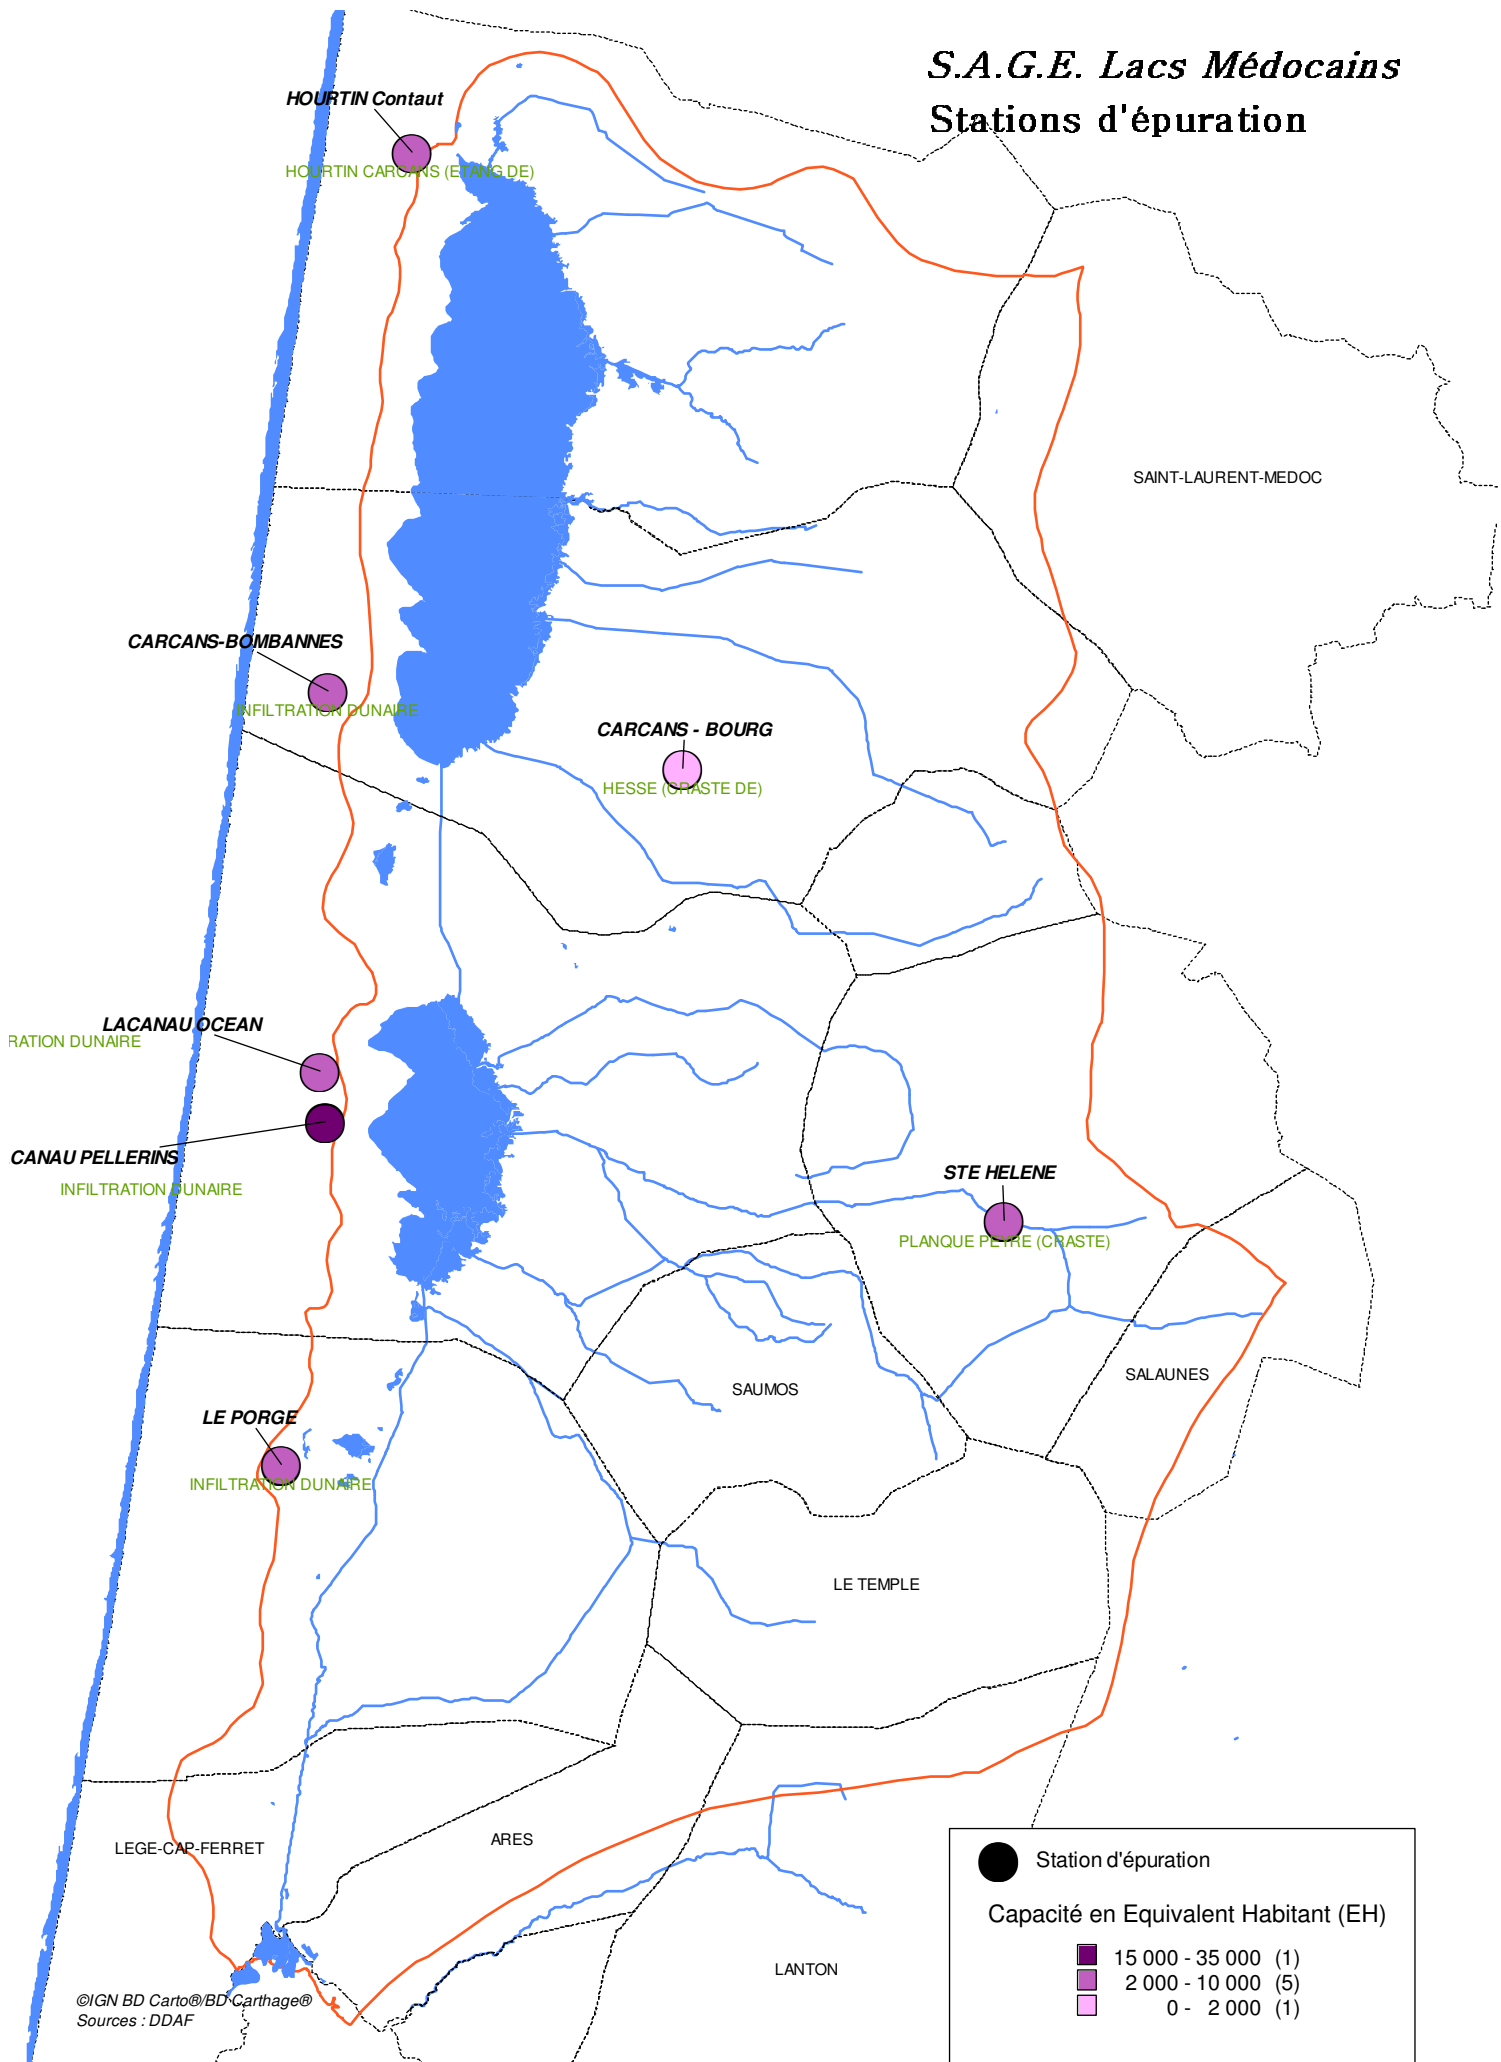 S.A.G.E. Lacs Médocains
Stations d'épuration
HOURTIN Contaut
HOURTIN CARCANS (ETANG DE)
SAINT-LAURENT-MEDOC
CARCANS-BOMBANNES
INFILTRATION DUNAIRE
CARCANS - BOURG
HESSE (CRASTE DE)
LACANAU OCEAN
RATION DUNAIRE
CANAU PELLERINS
INFILTRATION DUNAIRE
STE HELENE
PLANQUE PEYRE (CRASTE)
SALAUNES
SAUMOS
LE PORGE
INFILTRATION DUNAIRE
LE TEMPLE
LEGE-CAP-FERRET
ARES
LANTON
Station d'épuration
Capacité en Equivalent Habitant (EH)
15 000 - 35 000 (1)
2 000 - 10 000 (5)
0 - 2 000 (1)
©IGN BD Carto®/BD Carthage®
Sources : DDAF